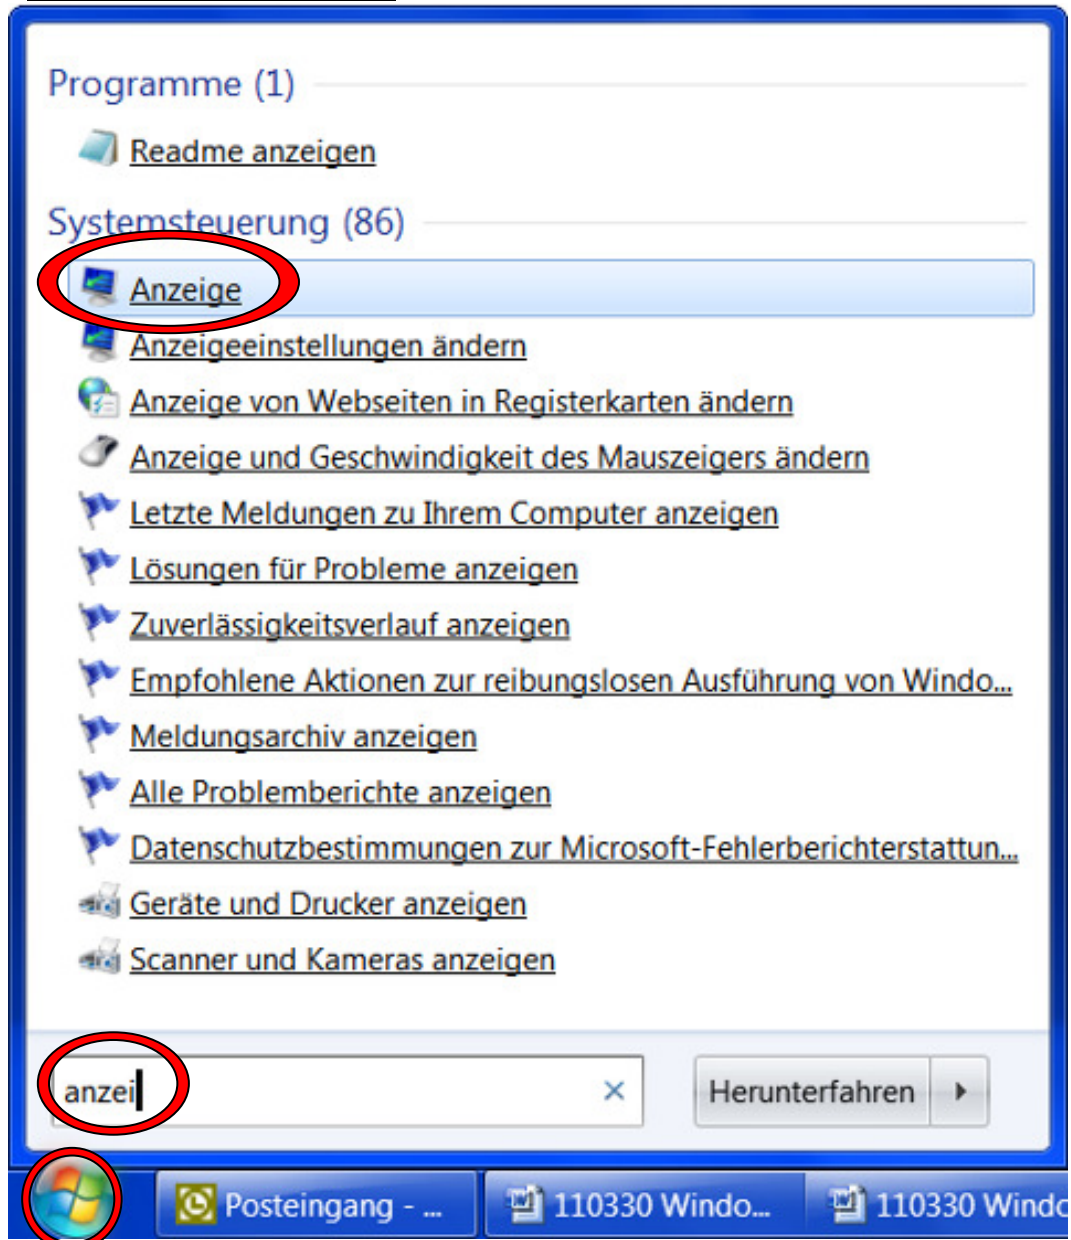 Programme (1)
Readme anzeigen
Systemsteuerung (86)
Anzeige
Anzeigeeinstellungen ändern
Anzeige von Webseiten in Registerkarten ändern
Anzeige und Geschwindigkeit des Mauszeigers ändern
Letzte Meldungen zu Ihrem Computer anzeigen
Lösungen für Probleme anzeigen
Zuverlässigkeitsverlauf anzeigen
Empfohlene Aktionen zur reibungslosen Ausführung von Windo...
Meldungsarchiv anzeigen
Alle Problemberichte anzeigen
Datenschutzbestimmungen zur Microsoft-Fehlerberichterstattun...
Geräte und Drucker anzeigen
Scanner und Kameras anzeigen
anzei Herunterfahren
Posteingang - ... 110330 Windo... 110330 Windo